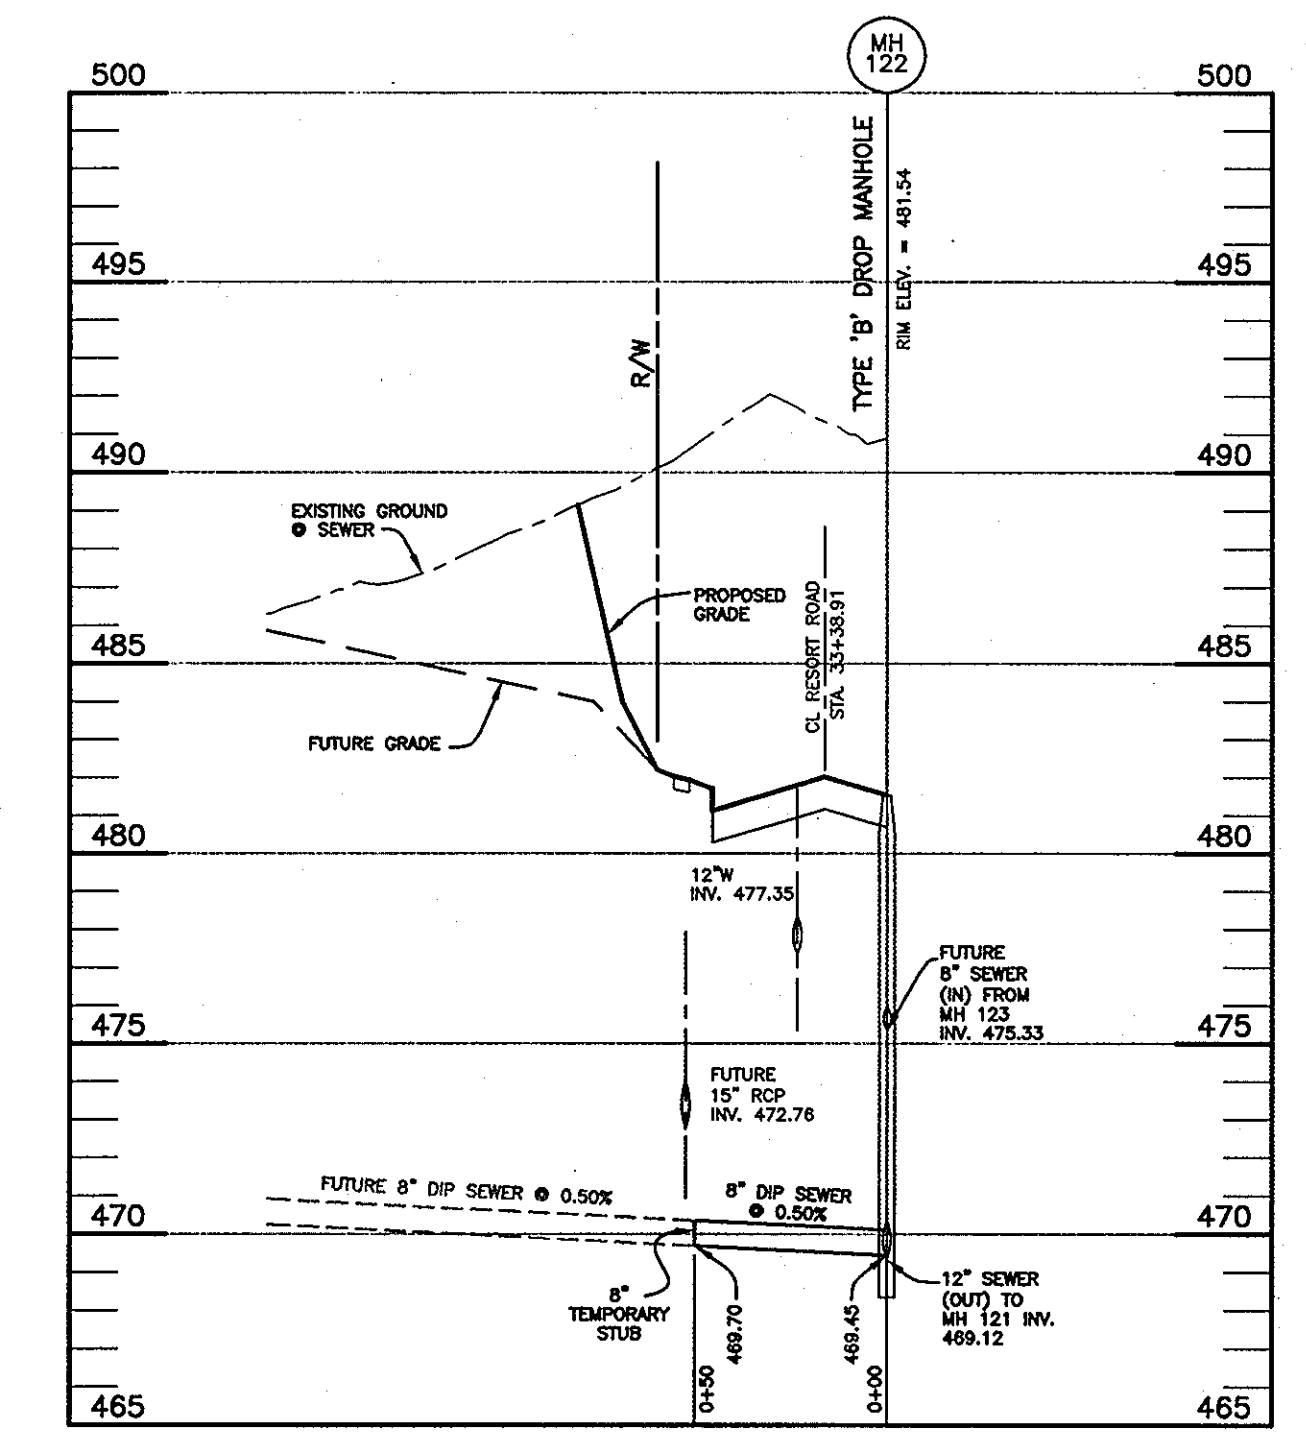 MH
122
500
500
TYPE 'B' DROP MANHOLE
RIM ELEV. = 481.54
495
495
R/W
490
490
EXISTING GROUND
@ SEWER
PROPOSED
GRADE
CL RESORT ROAD
STA. 33+38.91
485
485
FUTURE GRADE
480
480
12"W
INV. 477.35
FUTURE
8" SEWER
(IN) FROM
MH 123
INV. 475.33
475
475
FUTURE
15" RCP
INV. 472.76
FUTURE 8" DIP SEWER @ 0.50%
8" DIP SEWER
@ 0.50%
470
470
8"
TEMPORARY
STUB
469.70
469.45
12" SEWER
(OUT) TO
MH 121 INV.
469.12
0+50
0+00
465
465